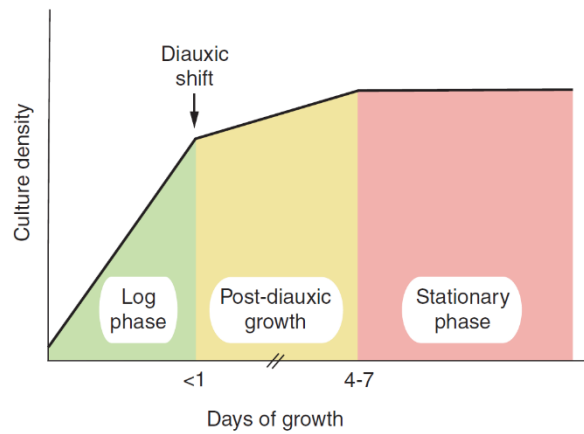 Diauxic
shift
Culture density
Log
phase
Post-diauxic
growth
Stationary
phase
<1
4-7
Days of growth